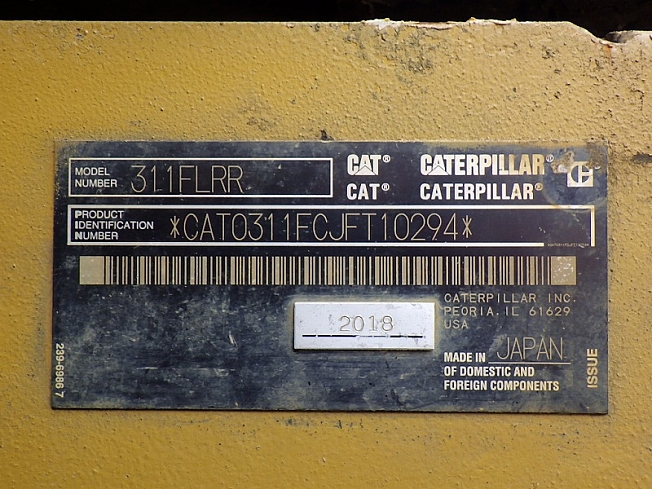 MODEL NUMBER 311FLRR
CAT® CATERPILLAR®
CAT® CATERPILLAR®
PRODUCT IDENTIFICATION NUMBER *CAT0311FCJFT10294*
CATERPILLAR INC.
PEORIA, IL 61629
USA
2018
MADE IN JAPAN
OF DOMESTIC AND
FOREIGN COMPONENTS
ISSUE
239-5986 7